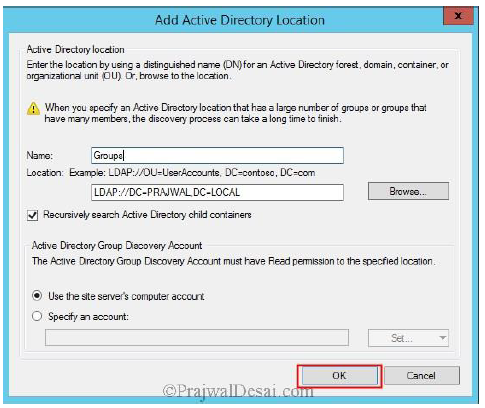 Add Active Directory Location
x
Active Directory location
Enter the location by using a distinguished name (DN) for an Active Directory forest, domain, container, or
organizational unit (OU). Or, browse to the location.
When you specify an Active Directory location that has a large number of groups or groups that
have many members, the discovery process can take a long time to finish.
Name: Groups
Location: Example: LDAP://OU=UserAccounts, DC=contoso, DC=com
LDAP://DC=PRAJWAL,DC=LOCAL Browse...
Recursively search Active Directory child containers
Active Directory Group Discovery Account
The Active Directory Group Discovery Account must have Read permission to the specified location.
Use the site server's computer account
Specify an account:
Set...
OK Cancel
©PrajwalDesai.com